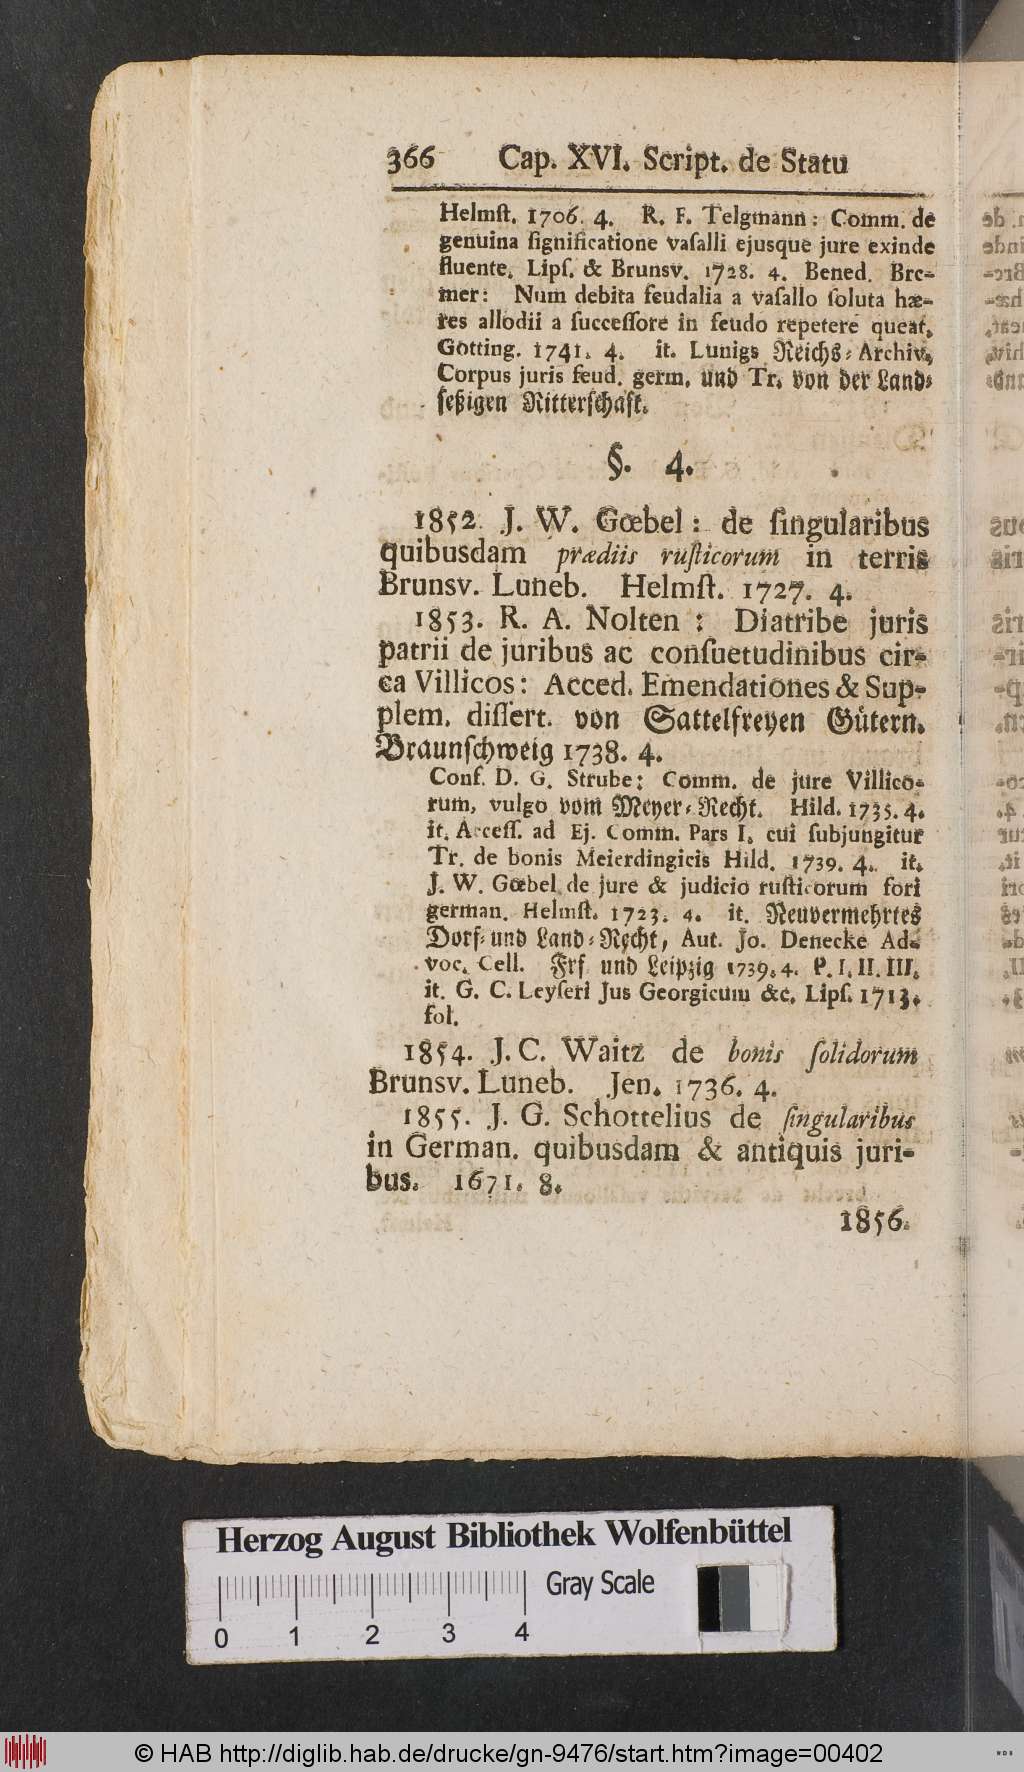 366 Cap. XVI. Script. de Statu
Helmſt. 1706. 4. R. F. Telgmann: Comm. de
genuina ſignificatione vaſalli ejusque jure exinde
fluente. Lipſ. & Brunsv. 1728. 4. Bened. Bre-
mer: Num debita feudalia a vaſallo ſoluta hæ-
res allodii a ſucceſſore in feudo repetere queat.
Gotting. 1741. 4. it. Lunigs Reichs-Archiv.
Corpus juris feud. germ. und Tr. von der Land-
ſeßigen Ritterſchaft.
§. 4.
1852. J. W. Gœbel: de ſingularibus
quibusdam prædiis ruſticorum in terris
Brunsv. Luneb. Helmſt. 1727. 4.
1853. R. A. Nolten: Diatribe juris
patrii de juribus ac conſuetudinibus cir-
ca Villicos: Acced. Emendationes & Sup-
plem. diſſert. von Sattelfreyen Gütern.
Braunſchweig 1738. 4.
Conf. D. G. Strube: Comm. de jure Villico-
rum, vulgo vom Meyer-Recht. Hild. 1735. 4.
it. Acceſſ. ad Ej. Comm. Pars I. cui ſubjungitur
Tr. de bonis Meierdingicis Hild. 1739. 4. it.
J. W. Gœbel de jure & judicio ruſticorum fori
german. Helmſt. 1723. 4. it. Neuvermehrtes
Dorf- und Land-Recht, Aut. Jo. Denecke Ad-
voc. Cell. Frf. und Leipzig 1739. 4. P. I. II. III.
it. G. C. Leyſeri Jus Georgicum &c. Lipſ. 1713.
fol.
1854. J. C. Waitz de bonis ſolidorum
Brunsv. Luneb. Jen. 1736. 4.
1855. J. G. Schottelius de ſingularibus
in German. quibusdam & antiquis juri-
bus. 1671. 8.
1856.
Herzog August Bibliothek Wolfenbüttel
Gray Scale
0 1 2 3 4
© HAB http://diglib.hab.de/drucke/gn-9476/start.htm?image=00402